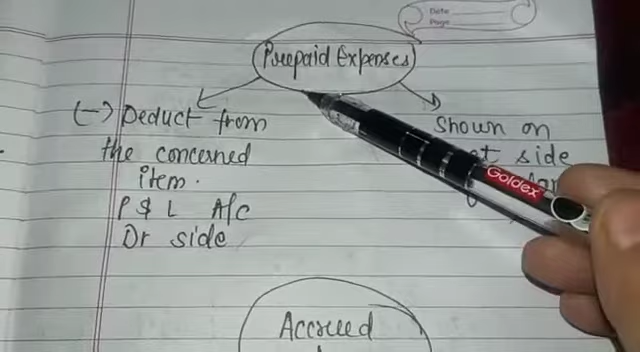 Date
Page
Prepaid Expenses
(-) Deduct from
the concerned
item.
P & L A/c
Dr side
Shown on
side
Goldex
Accrued